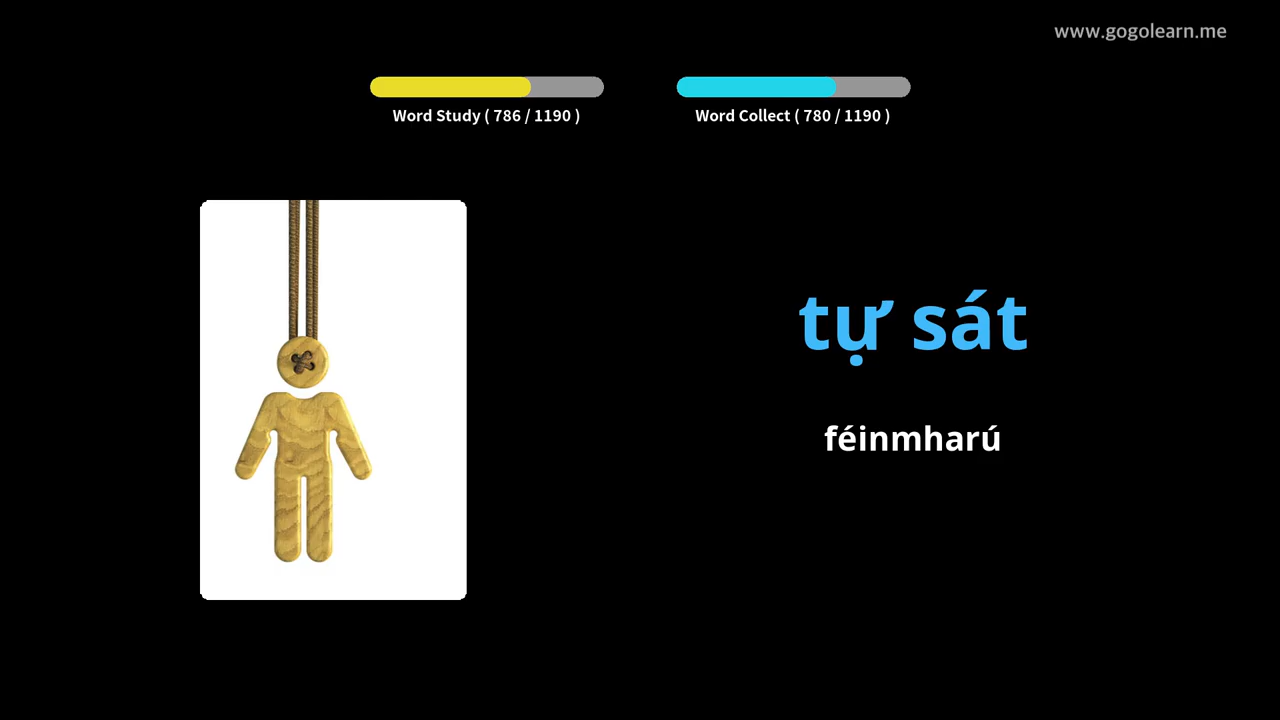 www.gogolearn.me
Word Study ( 786 / 1190 )
Word Collect ( 780 / 1190 )
tự sát
féinmharú